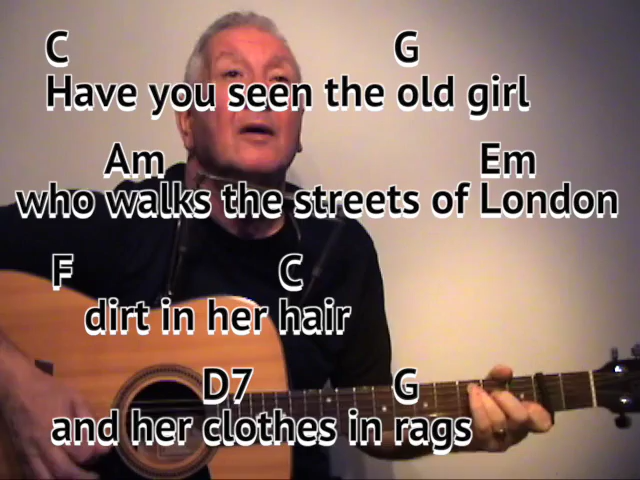 C G
Have you seen the old girl
Am Em
who walks the streets of London
F C
dirt in her hair
D7 G
and her clothes in rags